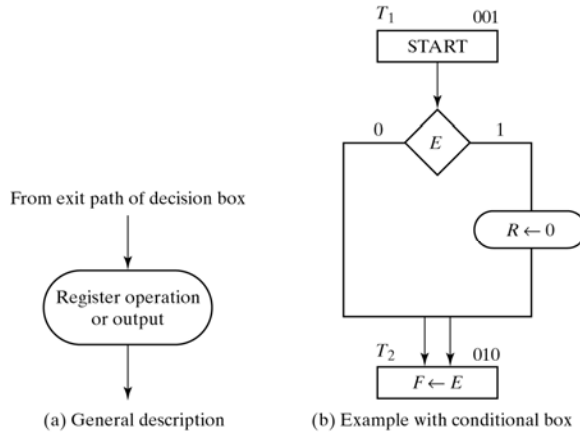 From exit path of decision box
Register operation
or output
(a) General description
T₁ 001
START
0 E 1
R ← 0
T₂ 010
F ← E
(b) Example with conditional box